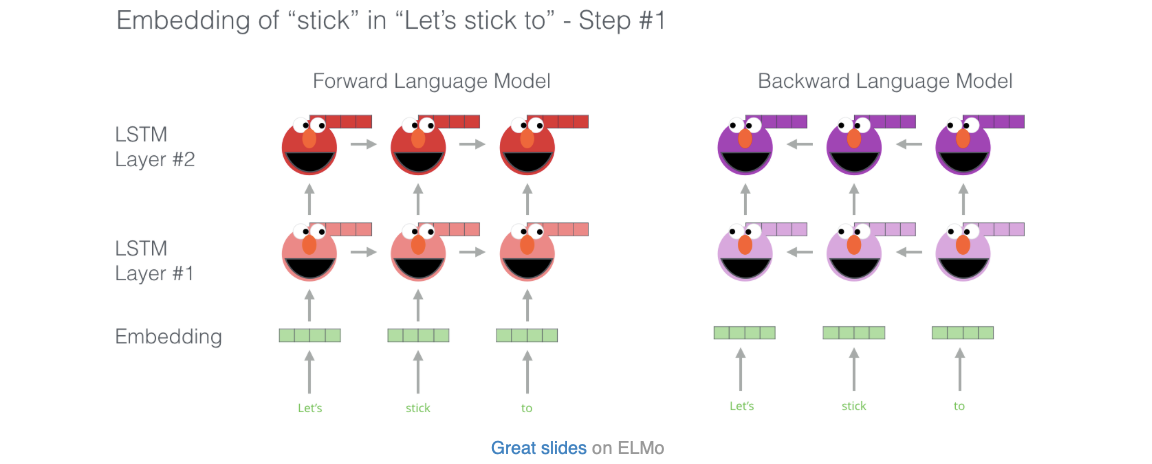 Embedding of “stick” in “Let’s stick to” - Step #1
Forward Language Model
Backward Language Model
LSTM
Layer #2
LSTM
Layer #1
Embedding
Let’s
stick
to
Let’s
stick
to
Great slides on ELMo